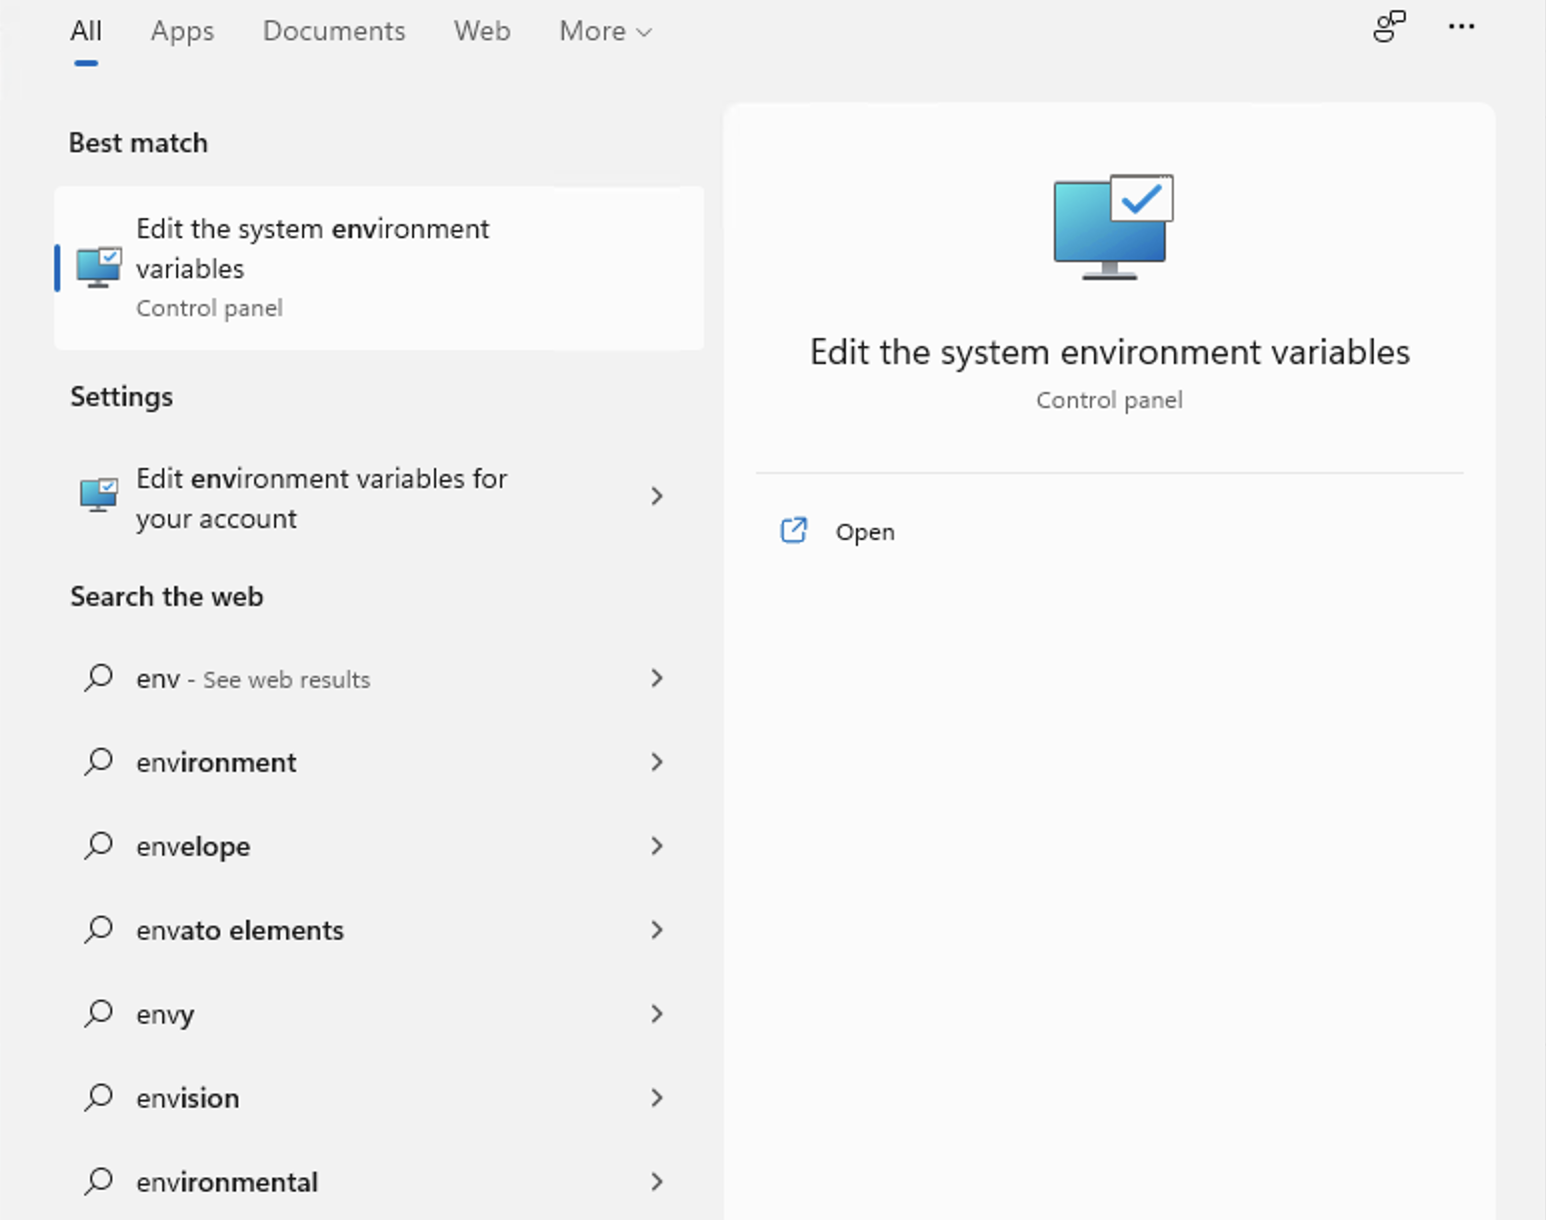 All Apps Documents Web More
Best match
Edit the system environment
variables
Control panel
Settings
Edit environment variables for
your account
Search the web
env - See web results
environment
envelope
envato elements
envy
envision
environmental
Edit the system environment variables
Control panel
Open